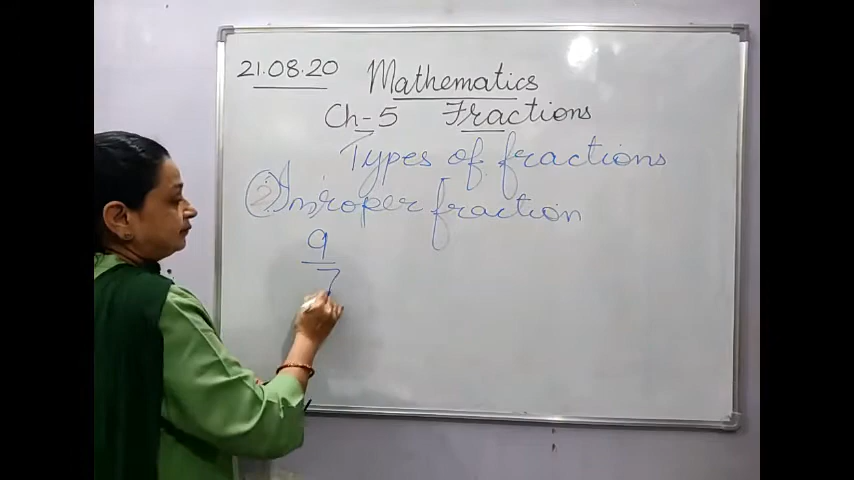 21.08.20 Mathematics
Ch-5 Fractions
Types of fractions
2. Improper fraction
9
7